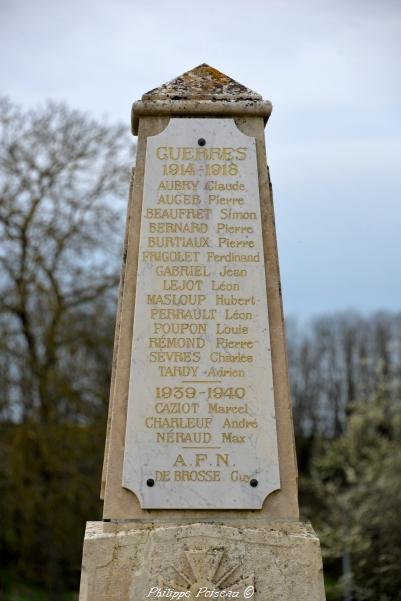 GUERRES
1914-1918
AUBRY Claude
AUGER Pierre
BEAUFRET Simon
BERNARD Pierre
BURTIAUX Pierre
FRIGOLET Ferdinand
GABRIEL Jean
LEJOT Léon
MASLOUP Hubert
PERRAULT Léon
POUPON Louis
RÉMOND Pierre
SÈVRES Charles
TARDY Adrien
1939-1940
CAZIOT Marcel
CHARLEUF André
NÉRAUD Max
A.F.N.
DE BROSSE Guy
Philippe Poiseau ©